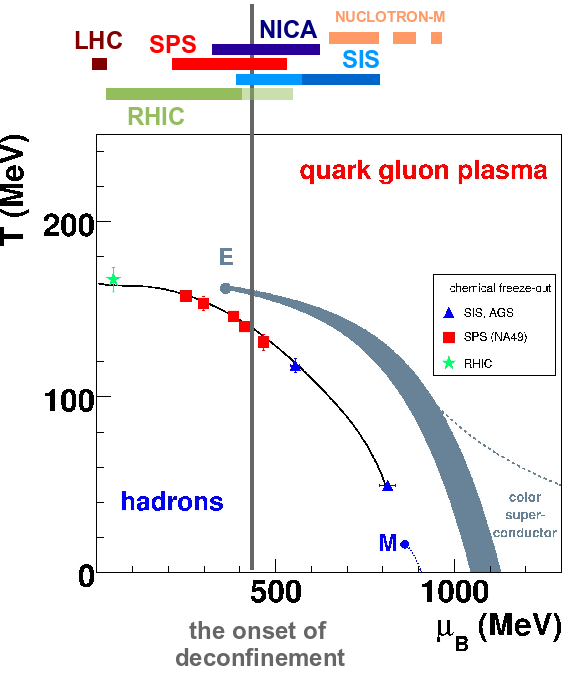 NUCLOTRON-M
NICA
LHC
SPS
SIS
RHIC
T (MeV)
200
quark gluon plasma
E
chemical freeze-out
SIS, AGS
SPS (NA49)
RHIC
100
hadrons
color
super-
conductor
M
0
500
1000
μB (MeV)
the onset of
deconfinement